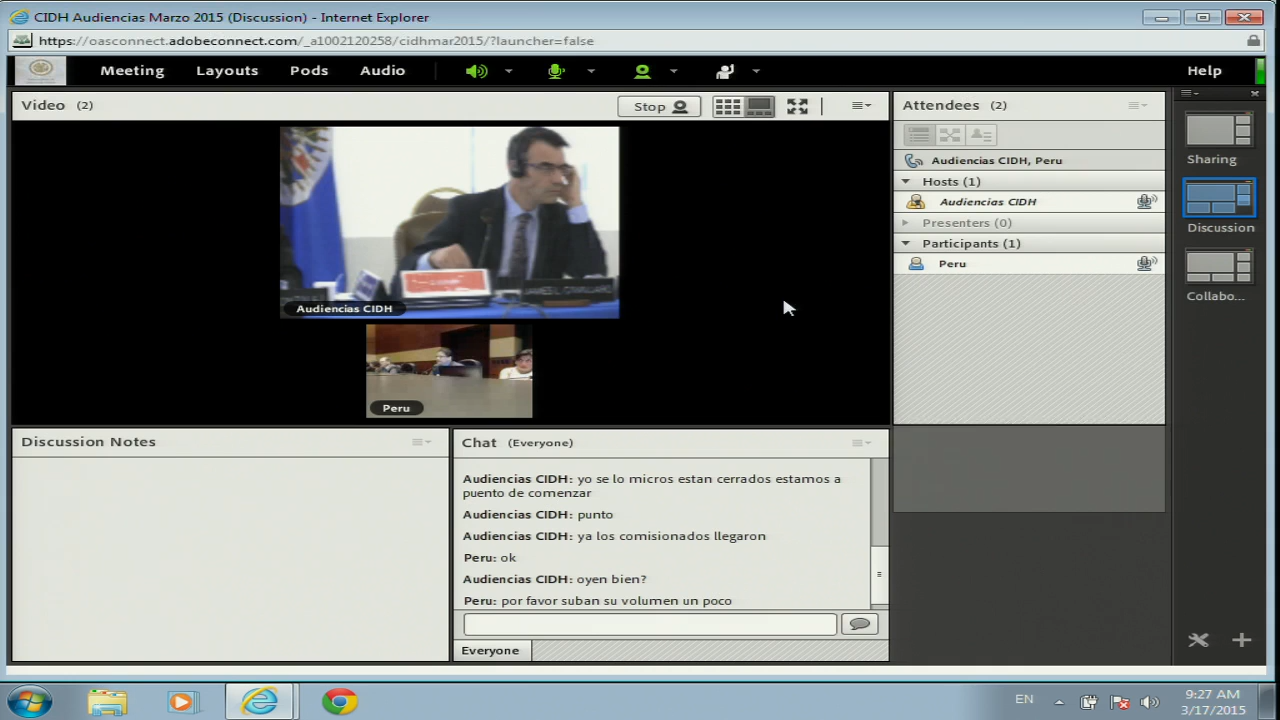 CIDH Audiencias Marzo 2015 (Discussion) - Internet Explorer
https://oasconnect.adobeconnect.com/_a1002120258/cidhmar2015/?launcher=false
Meeting Layouts Pods Audio Help
Video (2)
Stop
Audiencias CIDH
Peru
Attendees (2)
Audiencias CIDH, Peru
Hosts (1)
Audiencias CIDH
Presenters (0)
Participants (1)
Peru
Sharing
Discussion
Collabo...
Discussion Notes
Chat (Everyone)
Audiencias CIDH: yo se lo micros estan cerrados estamos a
puento de comenzar
Audiencias CIDH: punto
Audiencias CIDH: ya los comisionados llegaron
Peru: ok
Audiencias CIDH: oyen bien?
Peru: por favor suban su volumen un poco
Everyone
EN
9:27 AM
3/17/2015